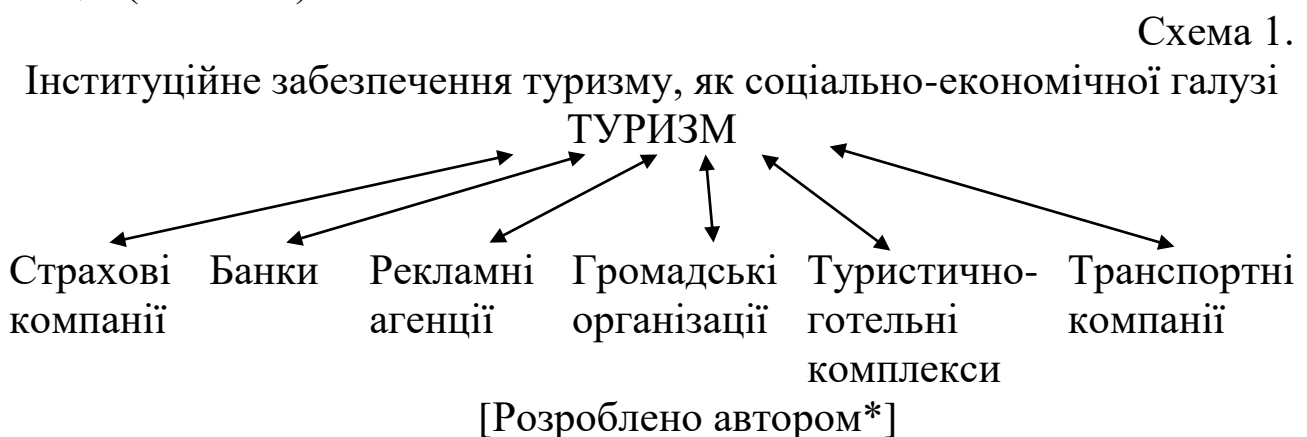 Схема 1.
Інституційне забезпечення туризму, як соціально-економічної галузі
ТУРИЗМ
Страхові компанії
Банки
Рекламні агенції
Громадські організації
Туристично-готельні комплекси
Транспортні компанії
[Розроблено автором*]